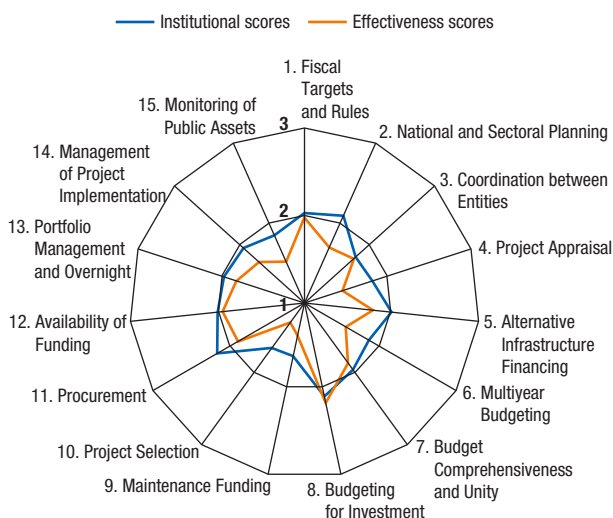 Institutional scores
Effectiveness scores
1. Fiscal
Targets
and Rules
2. National and Sectoral Planning
3. Coordination between
Entities
4. Project Appraisal
5. Alternative
Infrastructure
Financing
6. Multiyear
Budgeting
7. Budget
Comprehensiveness
and Unity
8. Budgeting
for Investment
9. Maintenance Funding
10. Project Selection
11. Procurement
12. Availability of
Funding
13. Portfolio
Management
and Overnight
14. Management
of Project
Implementation
15. Monitoring of
Public Assets
3
2
1